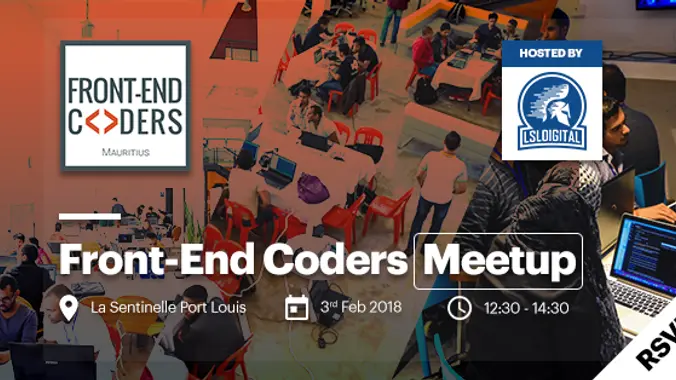 FRONT-END
C<>DERS
MAURITIUS
HOSTED BY
LSLDIGITAL
Front-End Coders Meetup
La Sentinelle Port Louis
3rd Feb 2018
12:30 - 14:30